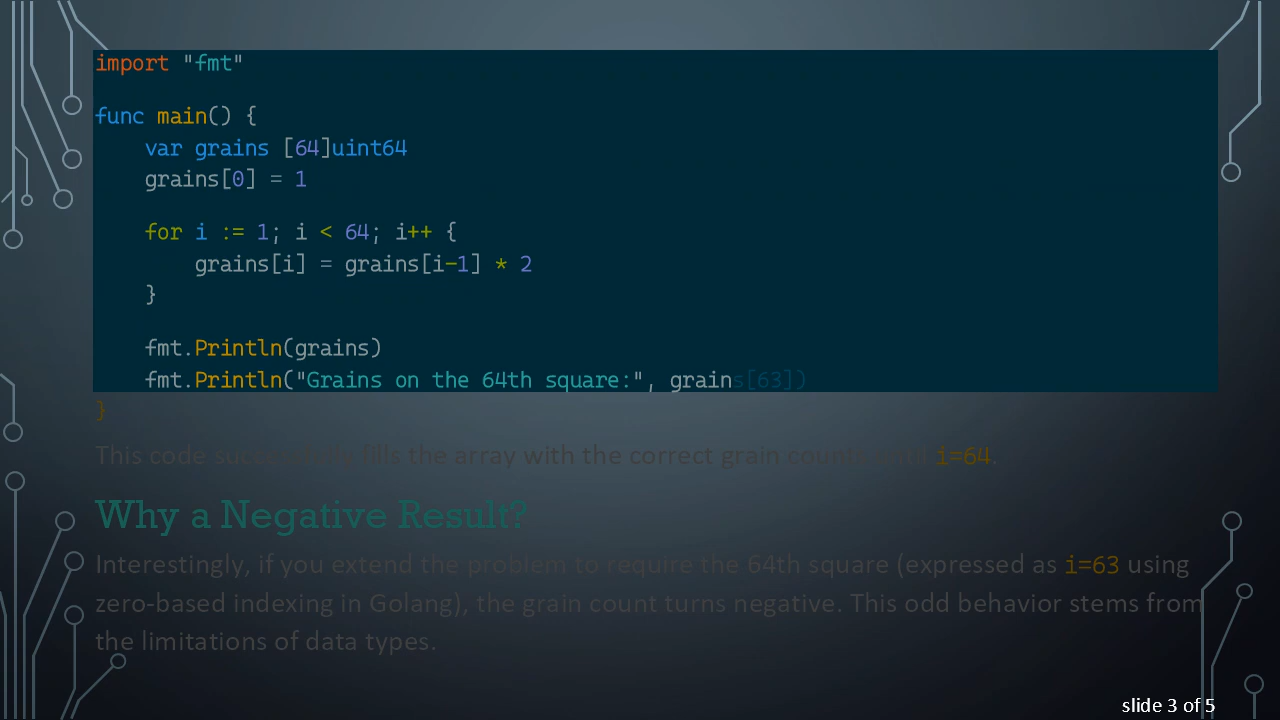 import "fmt"
func main() {
var grains [64]uint64
grains[0] = 1
for i := 1; i < 64; i++ {
grains[i] = grains[i-1] * 2
}
fmt.Println(grains)
fmt.Println("Grains on the 64th square:", grains[63])
}
This code successfully fills the array with the correct grain counts until i=64.
Why a Negative Result?
Interestingly, if you extend the problem to require the 64th square (expressed as i=63 using
zero-based indexing in Golang), the grain count turns negative. This odd behavior stems from
the limitations of data types.
slide 3 of 5